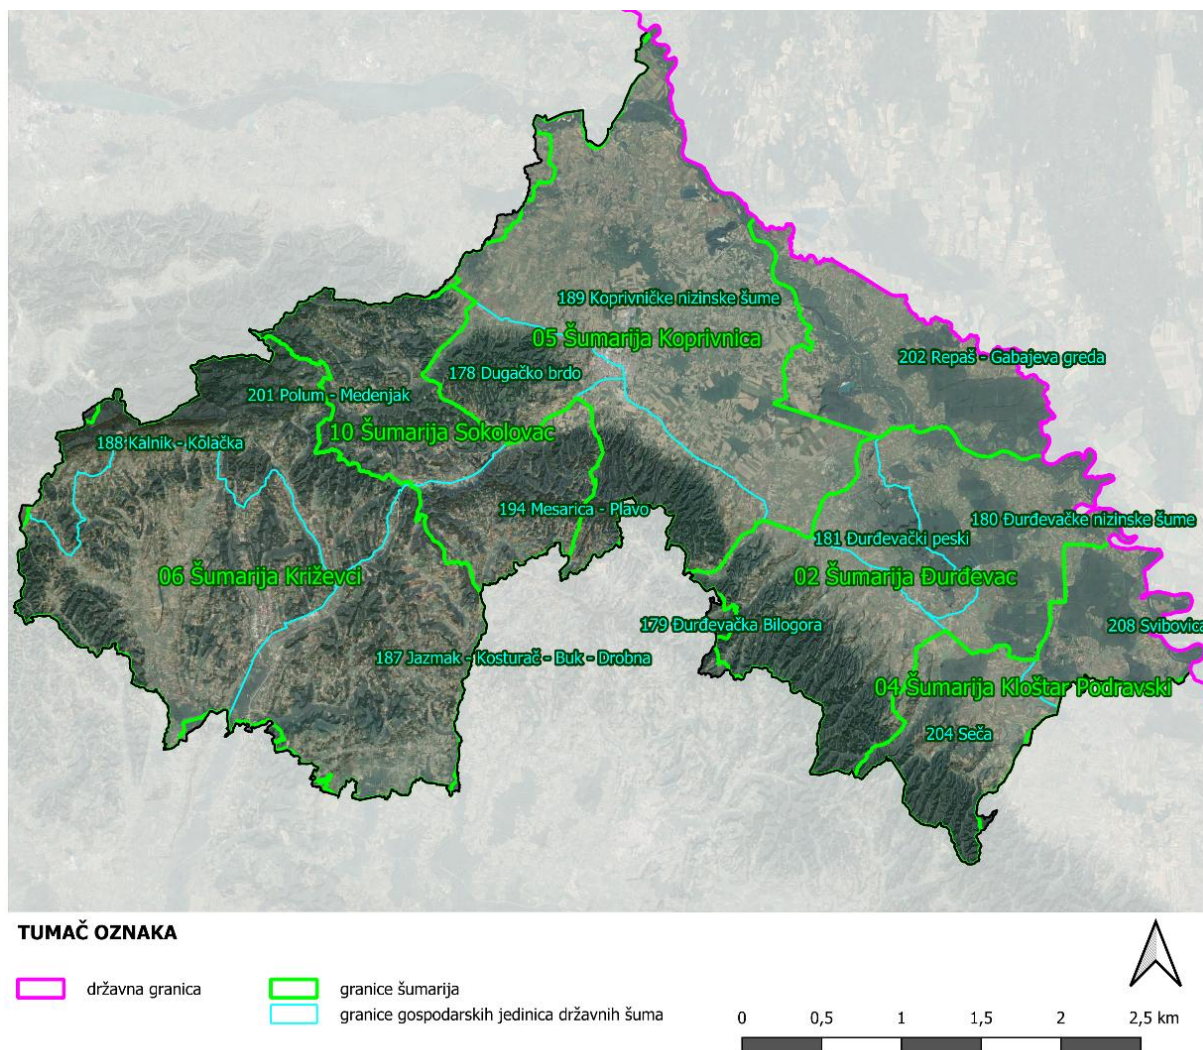 189 Koprivničke nizinske šume
05 Šumarija Koprivnica
202 Repaš - Gabajeva greda
178 Dugačko brdo
201 Polum - Medenjak
10 Šumarija Sokolovac
188 Kalnik - Kolačka
194 Mesarica - Plavo
180 Đurđevačke nizinske šume
181 Đurđevački peski
06 Šumarija Križevci
02 Šumarija Đurđevac
179 Đurđevačka Bilogora
208 Svibovica
187 Jazmak - Kosturač - Buk - Drobna
04 Šumarija Kloštar Podravski
204 Seča
TUMAČ OZNAKA
državna granica
granice šumarija
granice gospodarskih jedinica državnih šuma
0 0,5 1 1,5 2 2,5 km